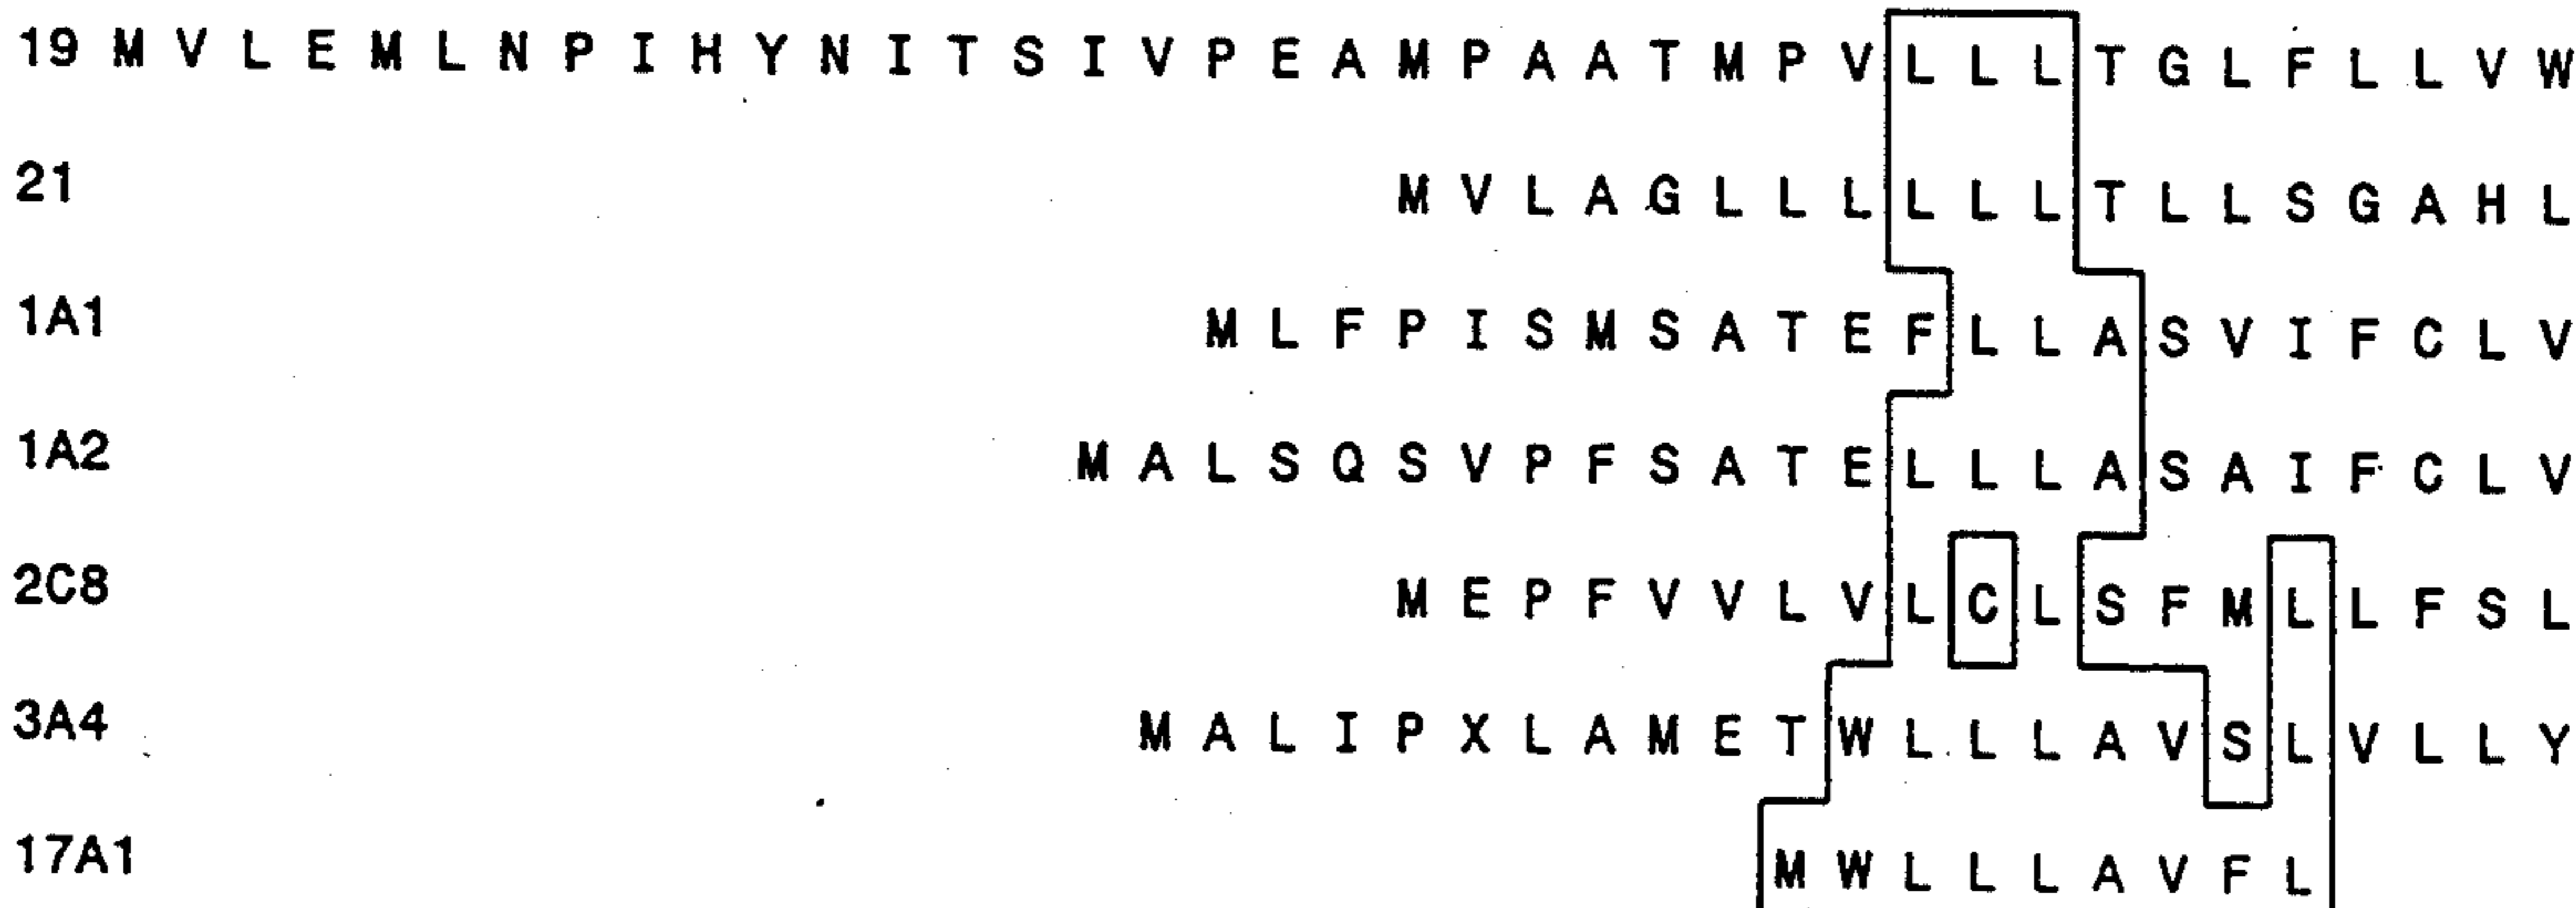 19 M V L E M L N P I H Y N I T S I V P E A M P A A T M P V L L L T G L F L L V W
21 M V L A G L L L L L L T L L S G A H L
1A1 M L F P I S M S A T E F L L A S V I F C L V
1A2 M A L S Q S V P F S A T E L L L A S A I F C L V
2C8 M E P F V V L V L C L S F M L L F S L
3A4 M A L I P X L A M E T W L L L A V S L V L L Y
17A1 M W L L L A V F L